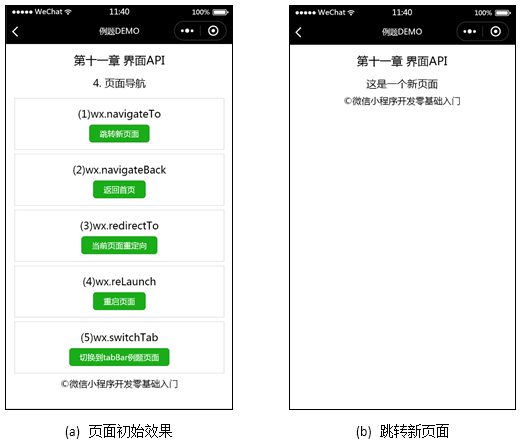 WeChat 11:40 100%
例题DEMO
第十一章 界面API
4. 页面导航
(1)wx.navigateTo
跳转新页面
(2)wx.navigateBack
返回首页
(3)wx.redirectTo
当前页面重定向
(4)wx.reLaunch
重启页面
(5)wx.switchTab
切换到tabBar例题页面
©微信小程序开发零基础入门
(a) 页面初始效果
WeChat 11:40 100%
例题DEMO
第十一章 界面API
这是一个新页面
©微信小程序开发零基础入门
(b) 跳转新页面